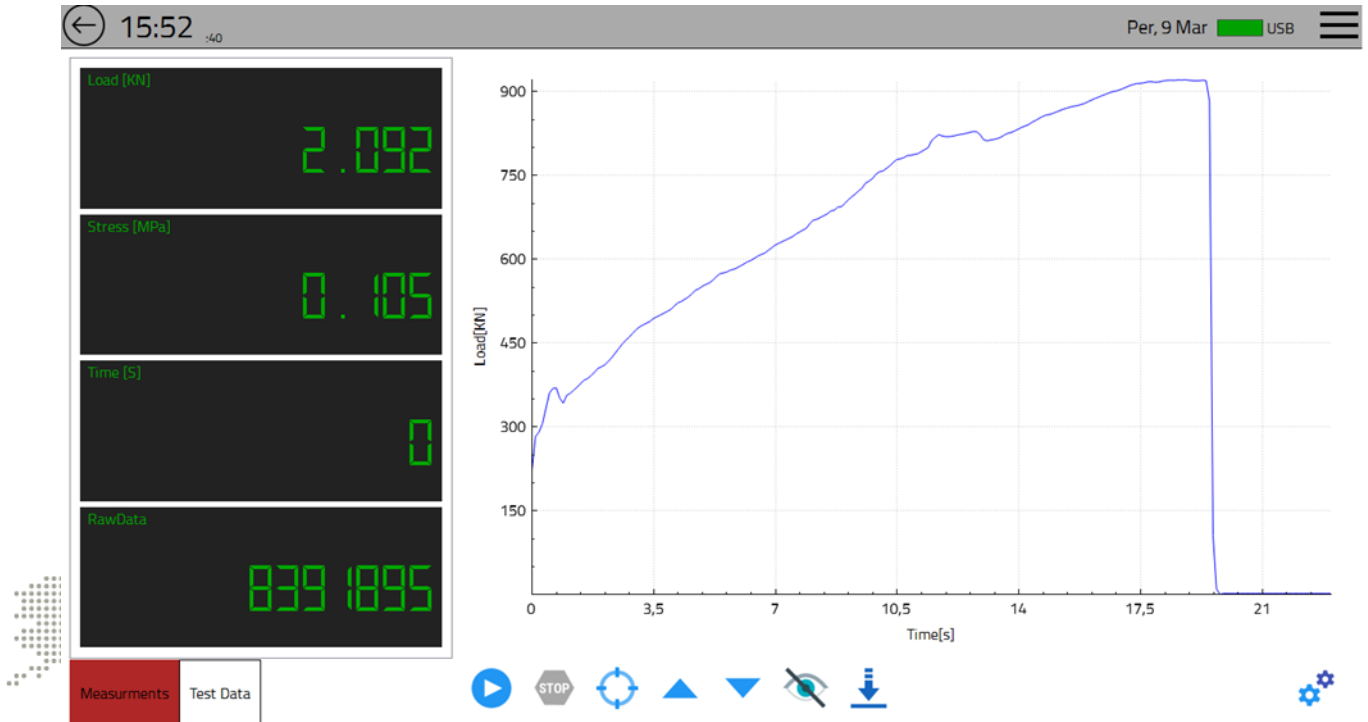 15:52 :40
Per, 9 Mar USB
Load [KN]
2.092
Stress [MPa]
0.105
Time [S]
0
RawData
8391895
Measurments
Test Data
900
750
600
450
300
150
Load[KN]
0 3,5 7 10,5 14 17,5 21
Time[s]
STOP